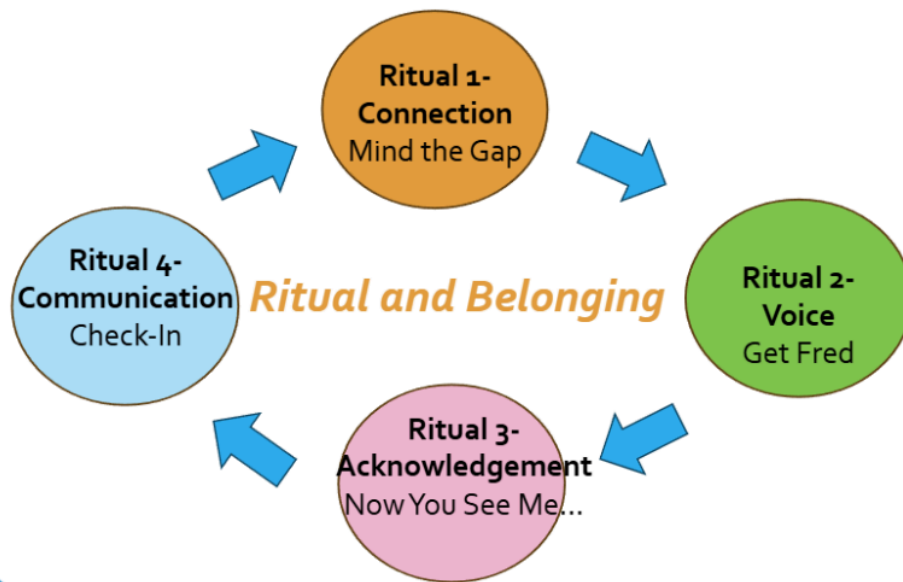 Ritual 1-
Connection
Mind the Gap
Ritual 2-
Voice
Get Fred
Ritual 3-
Acknowledgement
Now You See Me...
Ritual 4-
Communication
Check-In
Ritual and Belonging